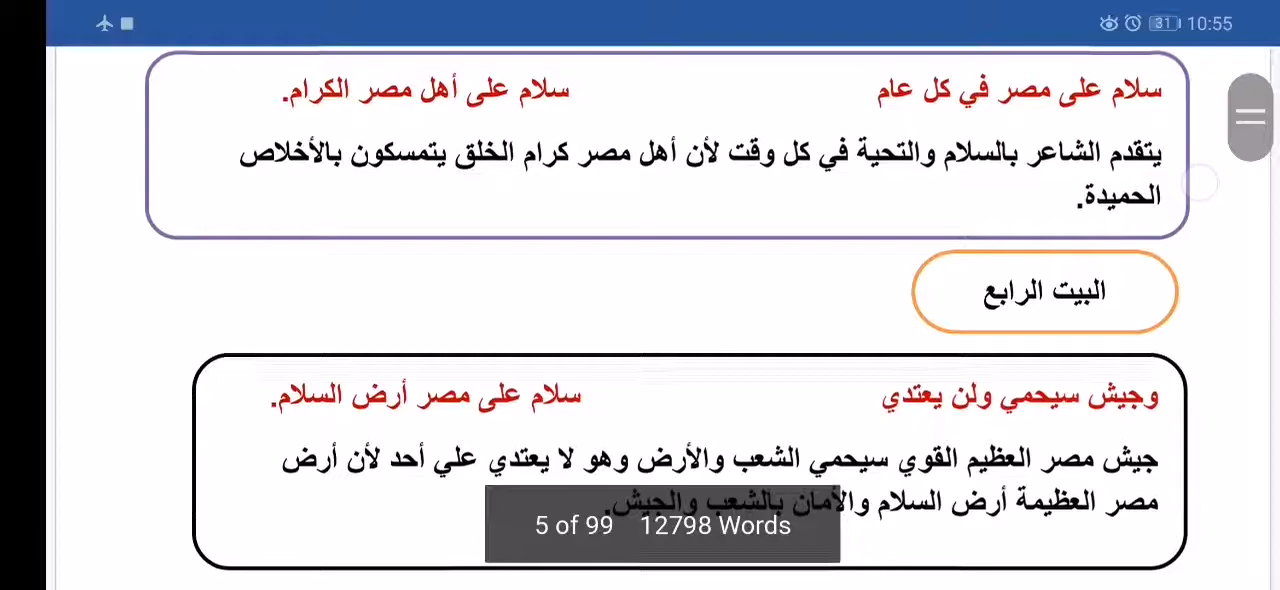 31 10:55
سلام على مصر في كل عام سلام على أهل مصر الكرام.
يتقدم الشاعر بالسلام والتحية في كل وقت لأن أهل مصر كرام الخلق يتمسكون بالأخلاص
الحميدة.
البيت الرابع
وجيش سيحمي ولن يعتدي سلام على مصر أرض السلام.
جيش مصر العظيم القوي سيحمي الشعب والأرض وهو لا يعتدي علي أحد لأن أرض
مصر العظيمة أرض السلام والأمان بالشعب والجيش.
5 of 99 12798 Words